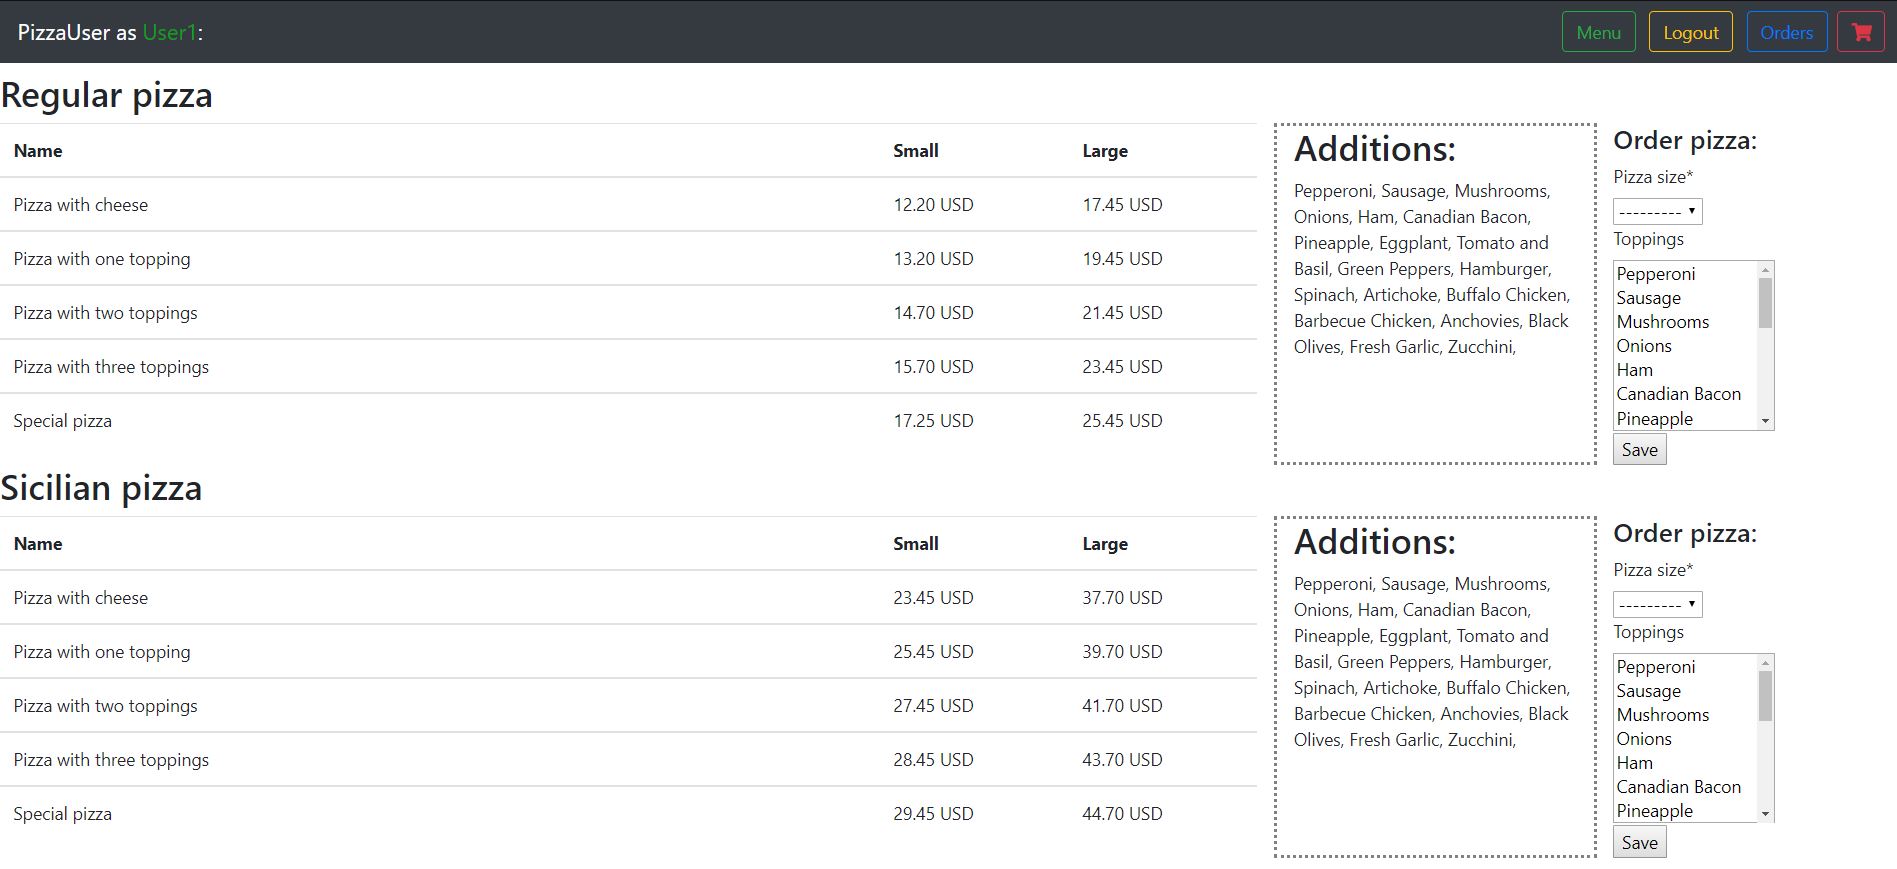 PizzaUser as User1:
Menu
Logout
Orders
Regular pizza
Name Small Large
Pizza with cheese 12.20 USD 17.45 USD
Pizza with one topping 13.20 USD 19.45 USD
Pizza with two toppings 14.70 USD 21.45 USD
Pizza with three toppings 15.70 USD 23.45 USD
Special pizza 17.25 USD 25.45 USD
Additions:
Pepperoni, Sausage, Mushrooms,
Onions, Ham, Canadian Bacon,
Pineapple, Eggplant, Tomato and
Basil, Green Peppers, Hamburger,
Spinach, Artichoke, Buffalo Chicken,
Barbecue Chicken, Anchovies, Black
Olives, Fresh Garlic, Zucchini,
Order pizza:
Pizza size*
---------
Toppings
Pepperoni
Sausage
Mushrooms
Onions
Ham
Canadian Bacon
Pineapple
Save
Sicilian pizza
Name Small Large
Pizza with cheese 23.45 USD 37.70 USD
Pizza with one topping 25.45 USD 39.70 USD
Pizza with two toppings 27.45 USD 41.70 USD
Pizza with three toppings 28.45 USD 43.70 USD
Special pizza 29.45 USD 44.70 USD
Additions:
Pepperoni, Sausage, Mushrooms,
Onions, Ham, Canadian Bacon,
Pineapple, Eggplant, Tomato and
Basil, Green Peppers, Hamburger,
Spinach, Artichoke, Buffalo Chicken,
Barbecue Chicken, Anchovies, Black
Olives, Fresh Garlic, Zucchini,
Order pizza:
Pizza size*
---------
Toppings
Pepperoni
Sausage
Mushrooms
Onions
Ham
Canadian Bacon
Pineapple
Save